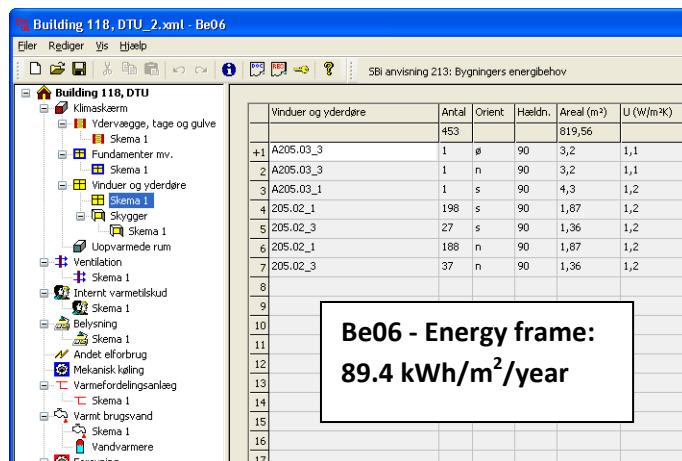 Building 118, DTU_2.xml - Be06
Filer Rediger Vis Hjælp
SBi anvisning 213: Bygningers energibehov
Building 118, DTU
Klimaskærm
Ydervægge, tage og gulve
Skema 1
Fundamenter mv.
Skema 1
Vinduer og yderdøre
Skema 1
Skygger
Skema 1
Uopvarmede rum
Ventilation
Skema 1
Internt varmetilskud
Skema 1
Belysning
Skema 1
Andet elforbrug
Mekanisk køling
Varmefordelingsanlæg
Skema 1
Varmt brugsvand
Skema 1
Vandvarmere
Vinduer og yderdøre Antal Orient Hældn. Areal (m²) U (W/m²K)
453 819,56
+1 A205.03_3 1 ø 90 3,2 1,1
2 A205.03_3 1 n 90 3,2 1,1
3 A205.03_1 1 s 90 4,3 1,2
4 205.02_1 198 s 90 1,87 1,2
5 205.02_3 27 s 90 1,36 1,2
6 205.02_1 188 n 90 1,87 1,2
7 205.02_3 37 n 90 1,36 1,2
8
9
10
11
12
13
14
15
16
17
Be06 - Energy frame:
89.4 kWh/m²/year